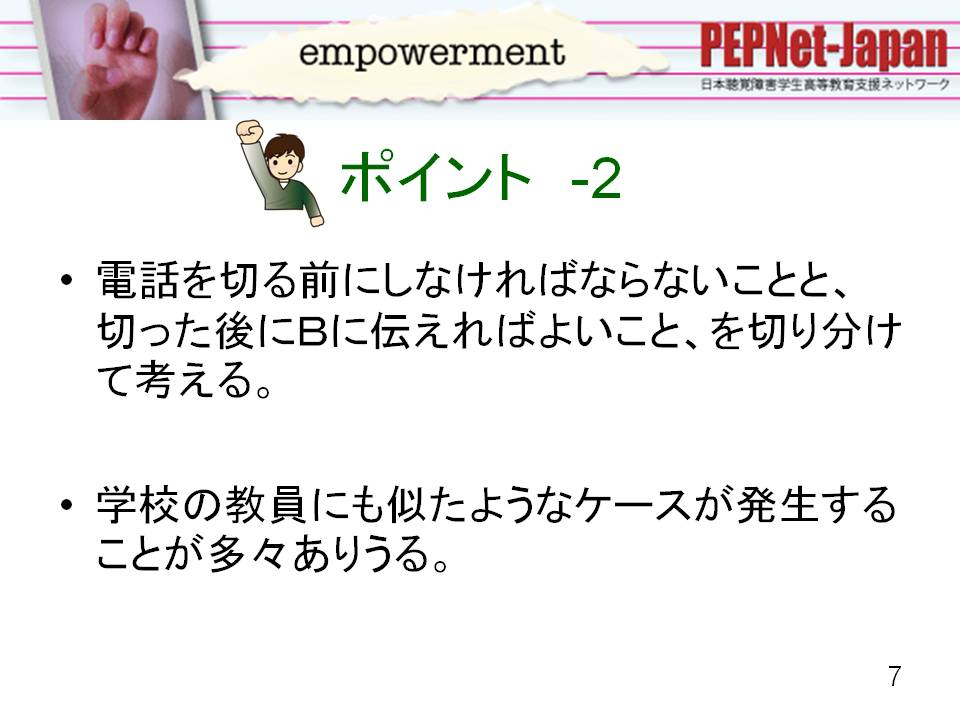 empowerment
PEPNet-Japan
日本聴覚障害学生高等教育支援ネットワーク
ポイント -2
• 電話を切る前にしなければならないことと、
切った後にBに伝えればよいこと、を切り分け
て考える。
• 学校の教員にも似たようなケースが発生する
ことが多々ありうる。
7